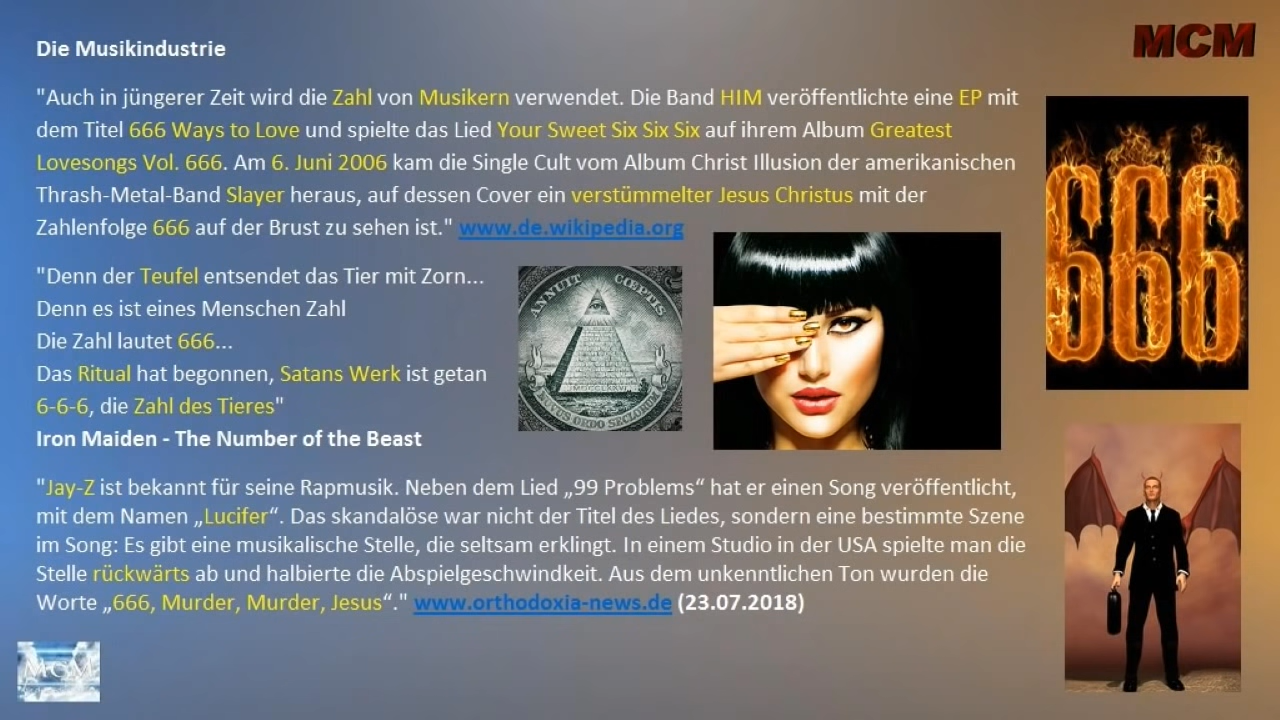 Die Musikindustrie
MCM
"Auch in jüngerer Zeit wird die Zahl von Musikern verwendet. Die Band HIM veröffentlichte eine EP mit
dem Titel 666 Ways to Love und spielte das Lied Your Sweet Six Six Six auf ihrem Album Greatest
Lovesongs Vol. 666. Am 6. Juni 2006 kam die Single Cult vom Album Christ Illusion der amerikanischen
Thrash-Metal-Band Slayer heraus, auf dessen Cover ein verstümmelter Jesus Christus mit der
Zahlenfolge 666 auf der Brust zu sehen ist." www.de.wikipedia.org
666
"Denn der Teufel entsendet das Tier mit Zorn...
Denn es ist eines Menschen Zahl
Die Zahl lautet 666...
Das Ritual hat begonnen, Satans Werk ist getan
6-6-6, die Zahl des Tieres"
Iron Maiden - The Number of the Beast
ANNUIT COEPTIS
MDCCLXXVI
NOVUS ORDO SECLORUM
"Jay-Z ist bekannt für seine Rapmusik. Neben dem Lied „99 Problems“ hat er einen Song veröffentlicht,
mit dem Namen „Lucifer“. Das skandalöse war nicht der Titel des Liedes, sondern eine bestimmte Szene
im Song: Es gibt eine musikalische Stelle, die seltsam erklingt. In einem Studio in der USA spielte man die
Stelle rückwärts ab und halbierte die Abspielgeschwindkeit. Aus dem unkenntlichen Ton wurden die
Worte „666, Murder, Murder, Jesus“." www.orthodoxia-news.de (23.07.2018)
MCM